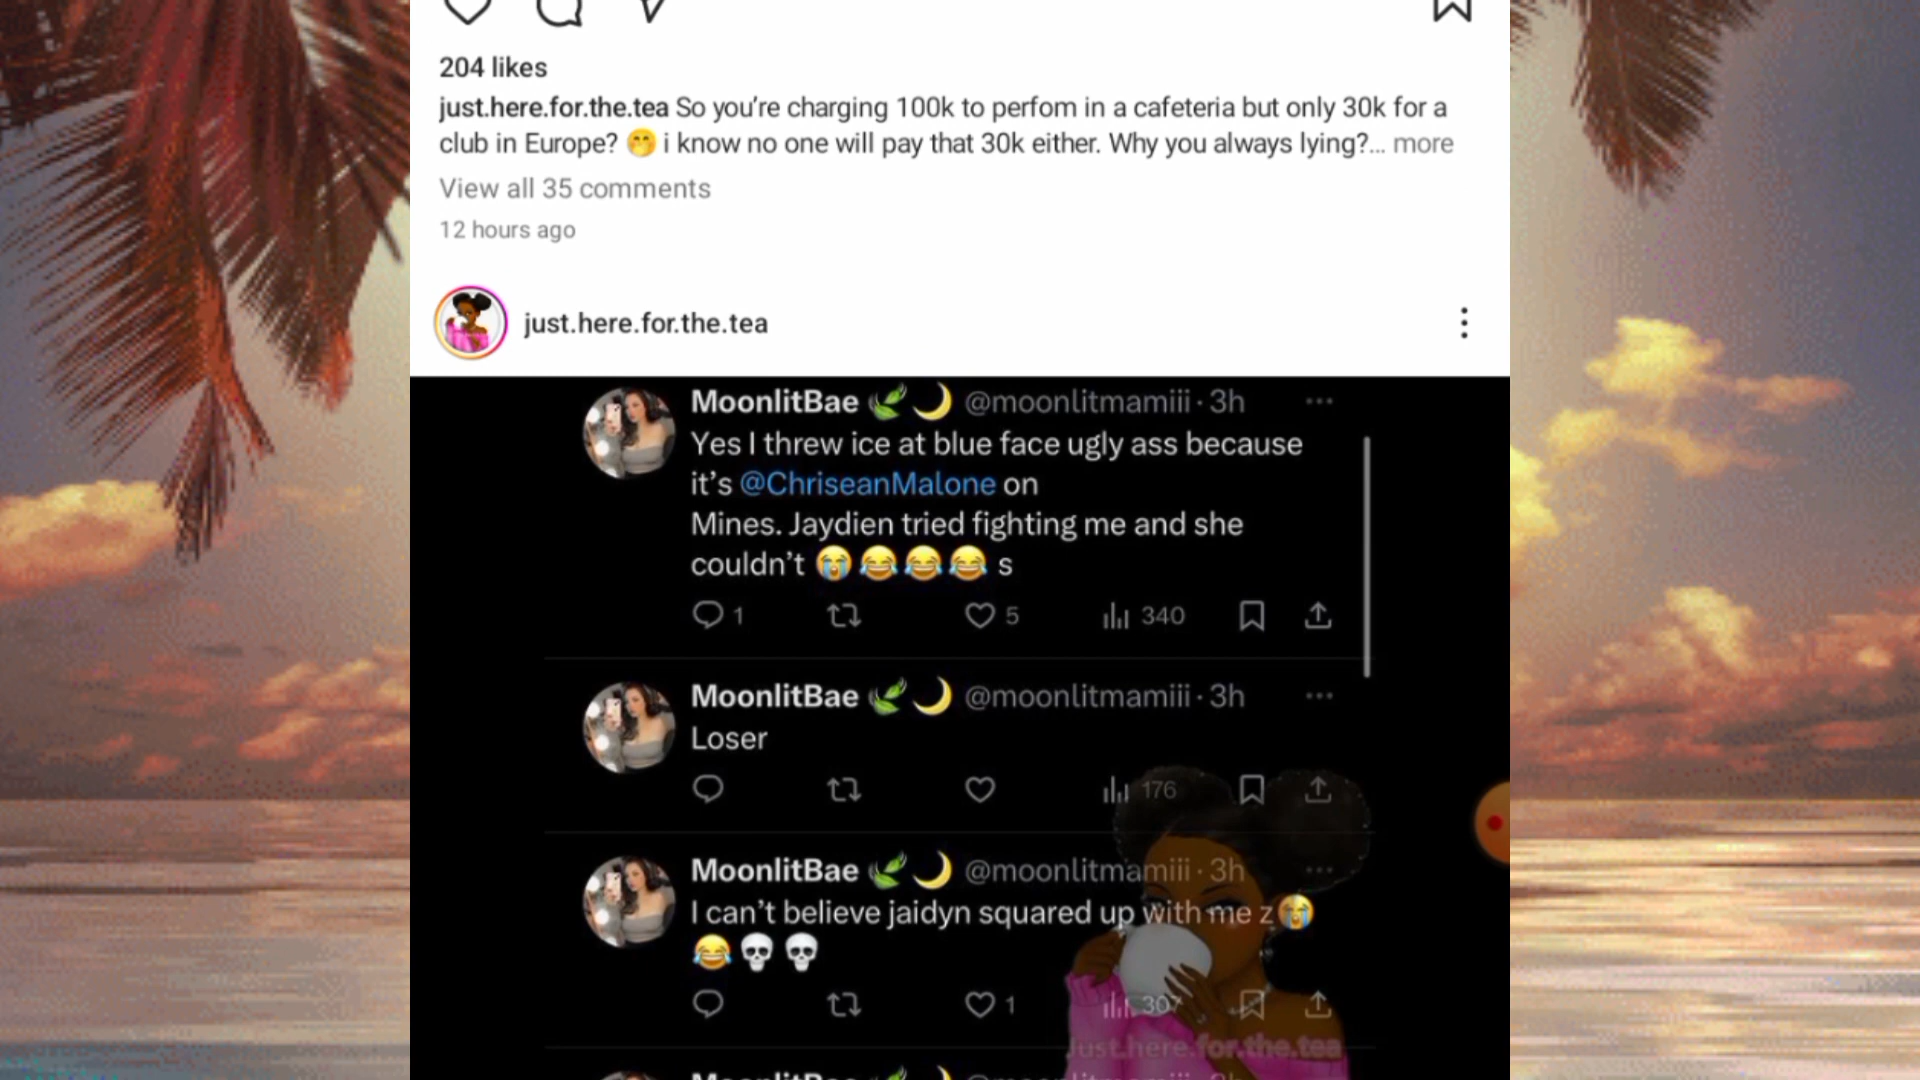 204 likes
just.here.for.the.tea So you're charging 100k to perfom in a cafeteria but only 30k for a
club in Europe? 🤭 i know no one will pay that 30k either. Why you always lying?... more
View all 35 comments
12 hours ago
just.here.for.the.tea
MoonlitBae 🌿🌙 @moonlitmamiii · 3h
Yes I threw ice at blue face ugly ass because
it's @ChriseanMalone on
Mines. Jaydien tried fighting me and she
couldn't 😭😂😂😂 s
1 5 340
MoonlitBae 🌿🌙 @moonlitmamiii · 3h
Loser
176
MoonlitBae 🌿🌙 @moonlitmamiii · 3h
I can't believe jaidyn squared up with me z😭
😂💀💀
1 307
just.here.for.the.tea